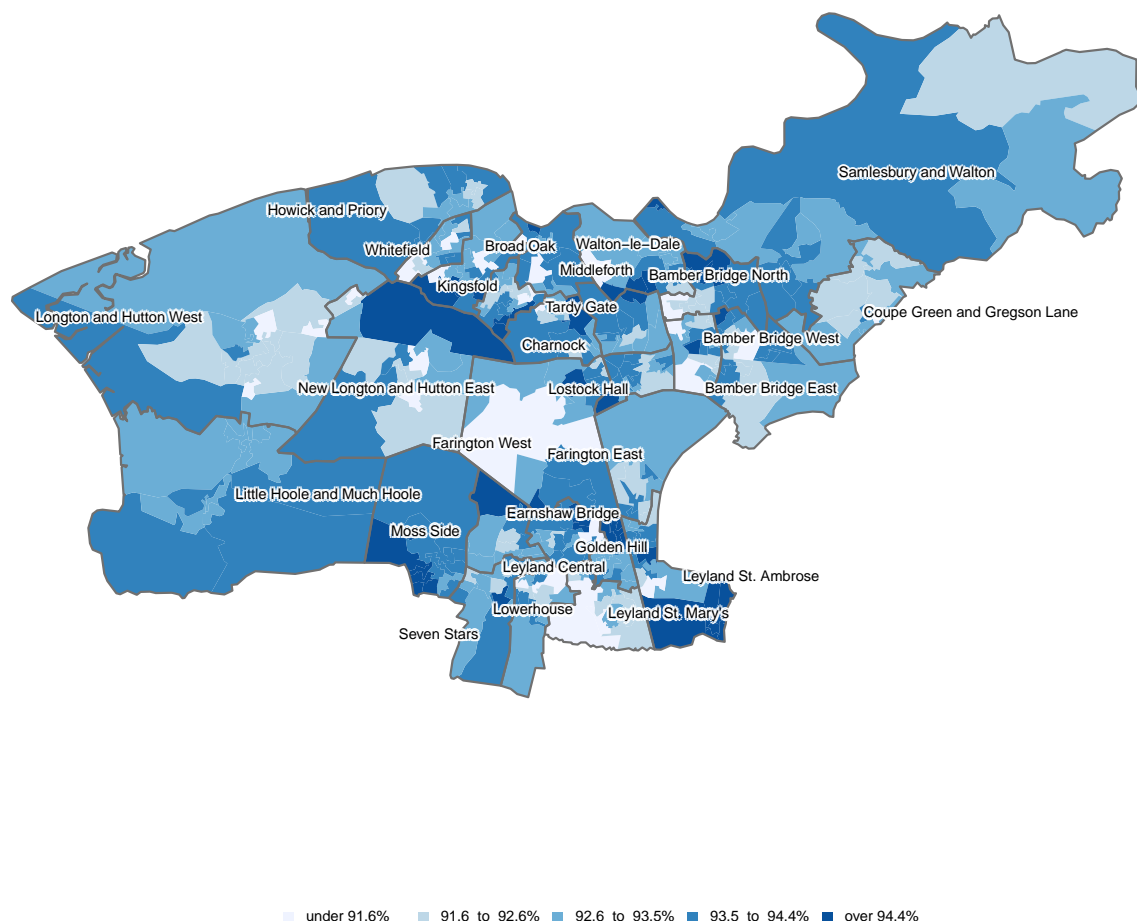 Samlesbury and Walton
Howick and Priory
Whitefield
Broad Oak
Walton−le−Dale
Middleforth
Bamber Bridge North
Kingsfold
Tardy Gate
Coupe Green and Gregson Lane
Longton and Hutton West
Charnock
Bamber Bridge West
New Longton and Hutton East
Lostock Hall
Bamber Bridge East
Farington West
Farington East
Little Hoole and Much Hoole
Earnshaw Bridge
Moss Side
Golden Hill
Leyland Central
Leyland St. Ambrose
Lowerhouse
Leyland St. Mary's
Seven Stars
under 91.6% 91.6 to 92.6% 92.6 to 93.5% 93.5 to 94.4% over 94.4%